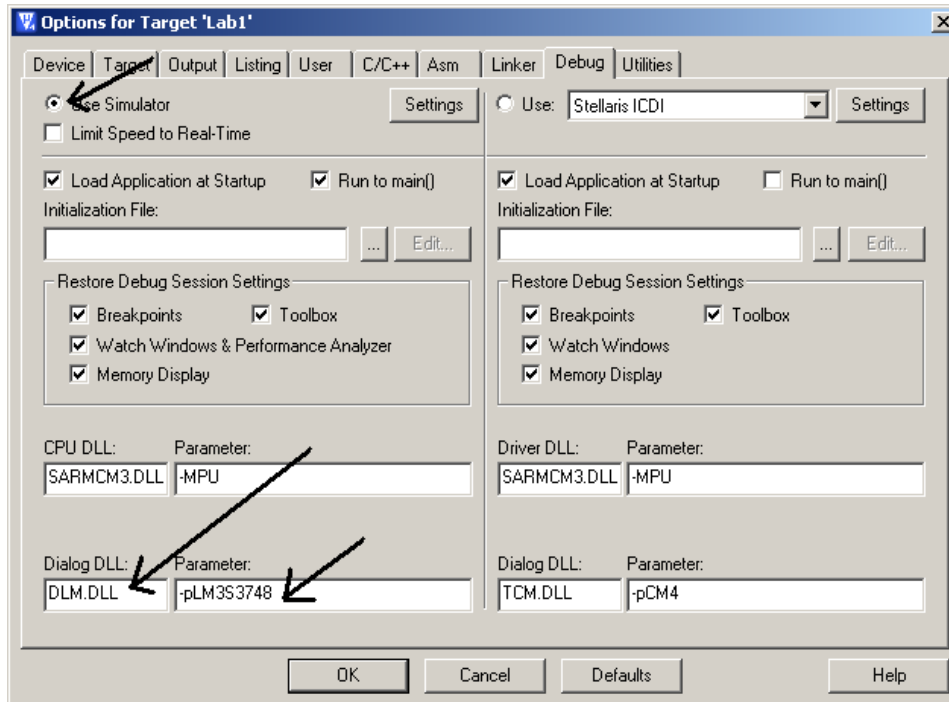 Options for Target 'Lab1'
Device Target Output Listing User C/C++ Asm Linker Debug Utilities
Use Simulator Settings Use: Stellaris ICDI Settings
Limit Speed to Real-Time
Load Application at Startup Run to main() Load Application at Startup Run to main()
Initialization File: Initialization File:
... Edit... ... Edit...
Restore Debug Session Settings Restore Debug Session Settings
Breakpoints Toolbox Breakpoints Toolbox
Watch Windows & Performance Analyzer Watch Windows
Memory Display Memory Display
CPU DLL: Parameter: Driver DLL: Parameter:
SARMCM3.DLL -MPU SARMCM3.DLL -MPU
Dialog DLL: Parameter: Dialog DLL: Parameter:
DLM.DLL -pLM3S3748 TCM.DLL -pCM4
OK Cancel Defaults Help